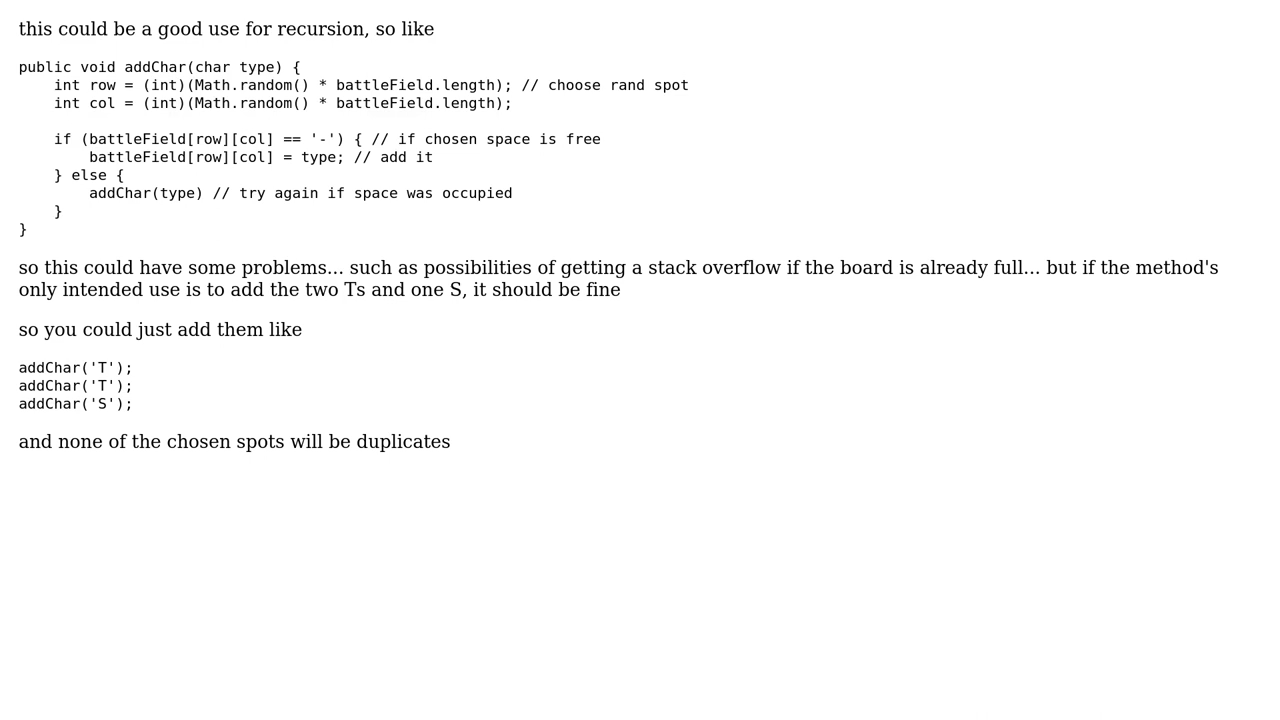 this could be a good use for recursion, so like
public void addChar(char type) {
    int row = (int)(Math.random() * battleField.length); // choose rand spot
    int col = (int)(Math.random() * battleField.length);
    if (battleField[row][col] == '-') { // if chosen space is free
        battleField[row][col] = type; // add it
    } else {
        addChar(type) // try again if space was occupied
    }
}
so this could have some problems... such as possibilities of getting a stack overflow if the board is already full... but if the method's
only intended use is to add the two Ts and one S, it should be fine
so you could just add them like
addChar('T');
addChar('T');
addChar('S');
and none of the chosen spots will be duplicates